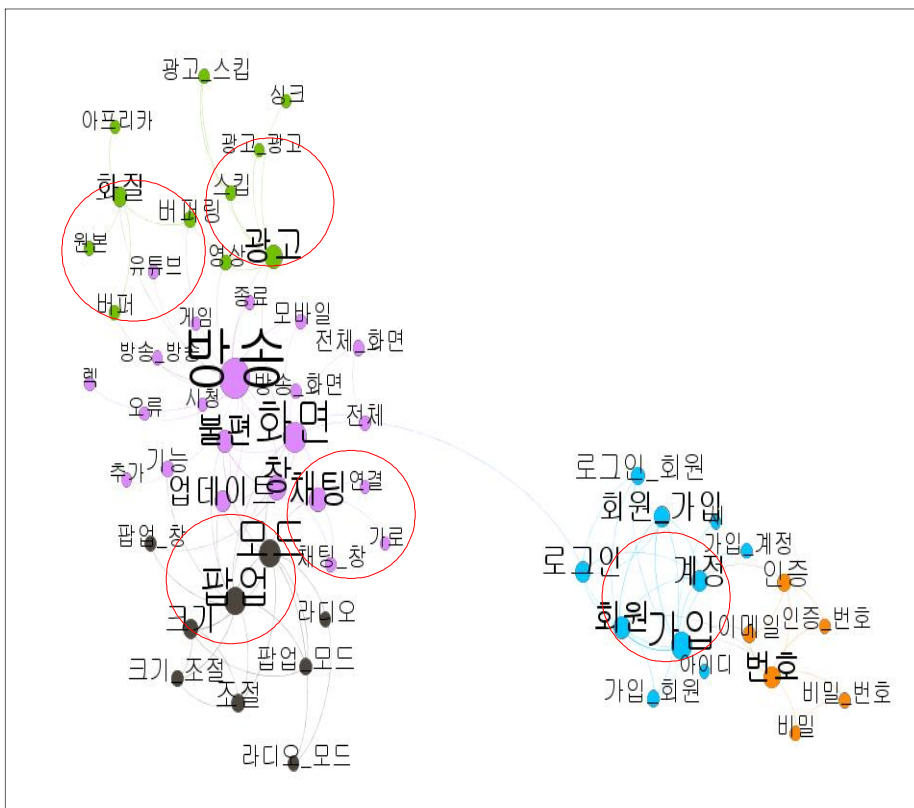 광고_스킵
싱크
아프리카
광고_광고
화질
스킵
버퍼링
원본
영상
광고
유튜브
버퍼
종료
게임
모바일
방송
전체_화면
방송_방송
렉
방송_화면
시청
오류
불편
화면
전체
추가
기능
창
업데이트
채팅
연결
팝업_창
모드
채팅_창
가로
팝업
크기
라디오
크기_조절
팝업_모드
조절
라디오_모드
로그인_회원
회원_가입
가입_계정
로그인
계정
인증
회원
가입
이메일
인증_번호
아이디
번호
가입_회원
비밀_번호
비밀